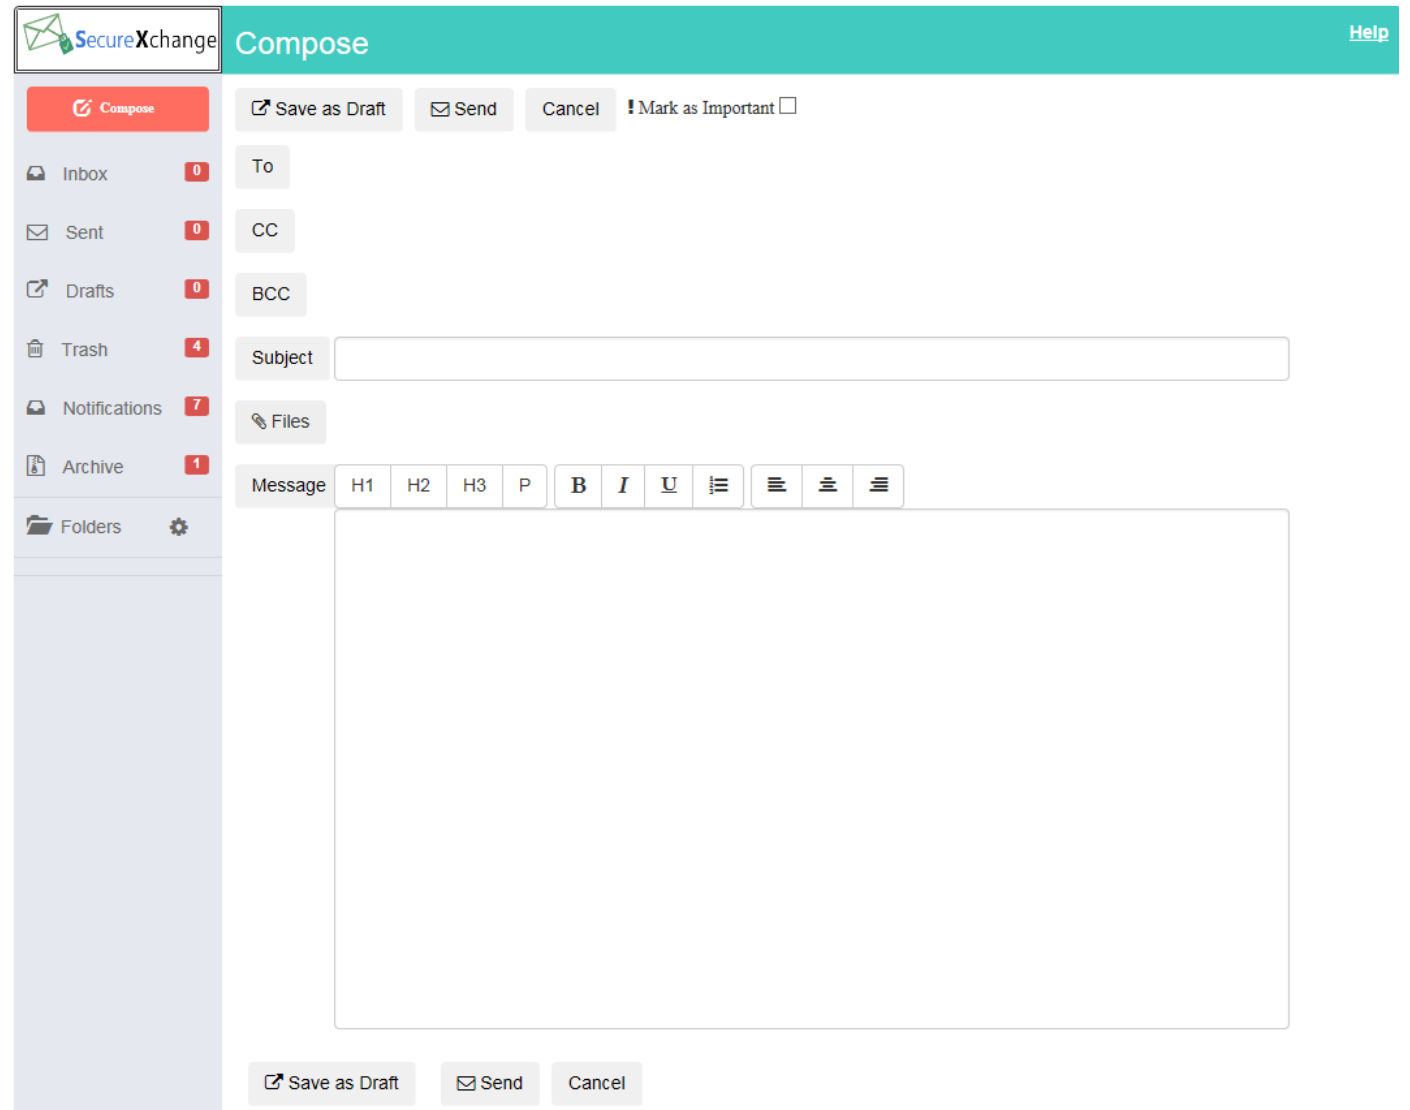 SecureXchange
Compose
Help
Compose
Inbox 0
Sent 0
Drafts 0
Trash 4
Notifications 7
Archive 1
Folders
Save as Draft Send Cancel ! Mark as Important
To
CC
BCC
Subject
Files
Message H1 H2 H3 P B I U
Save as Draft Send Cancel